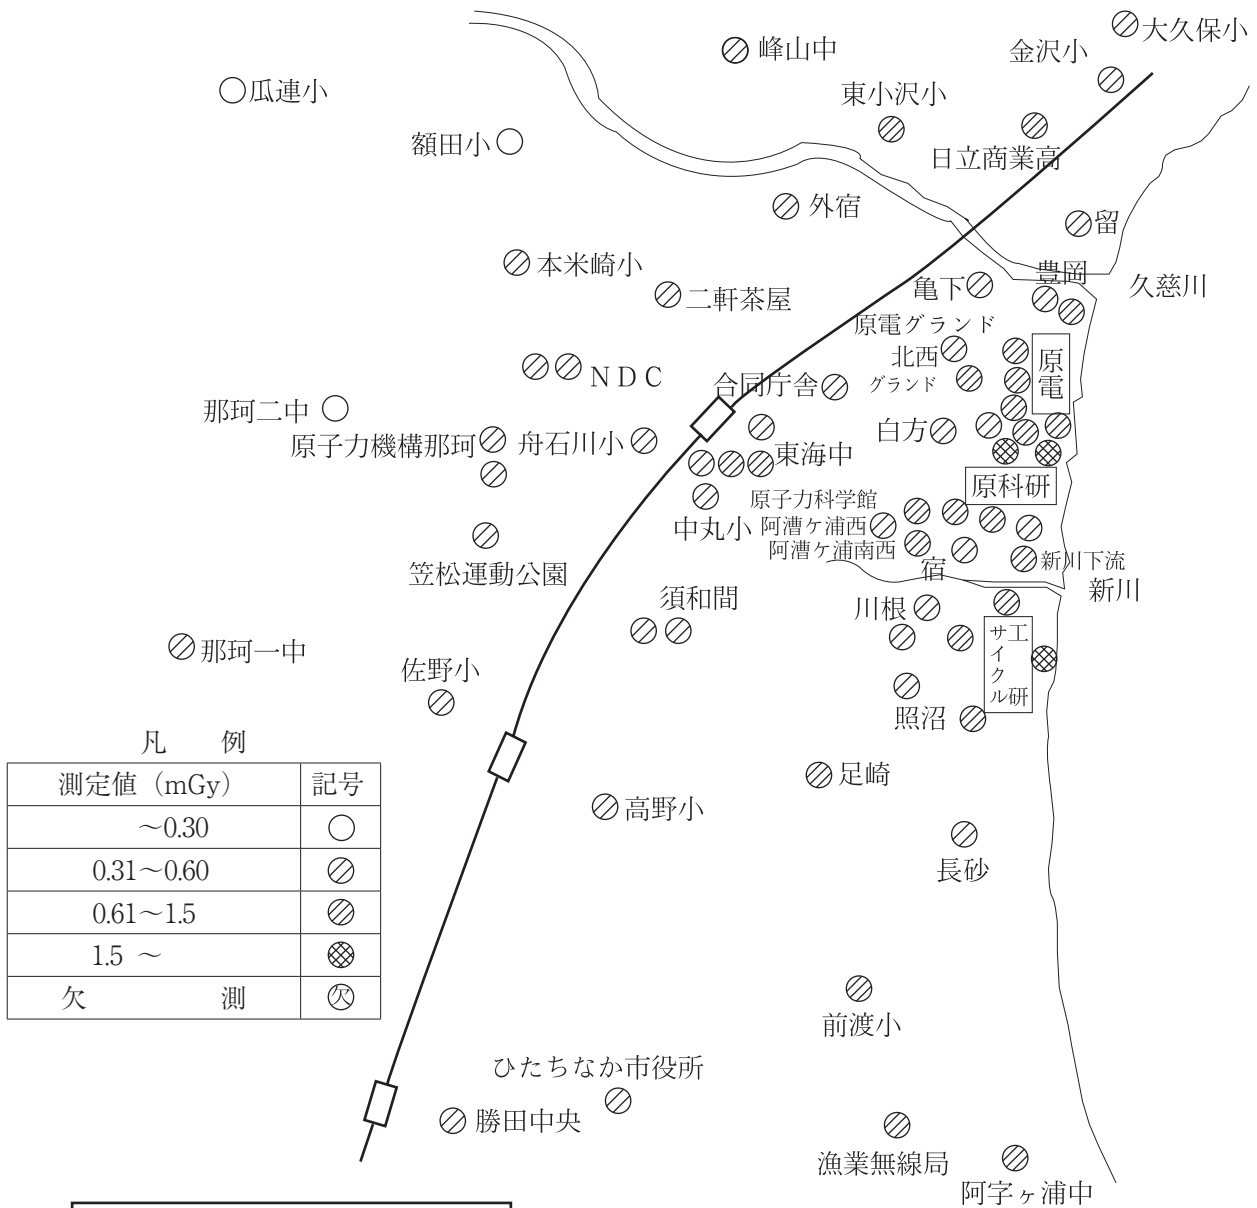 大久保小
峰山中
金沢小
瓜連小
東小沢小
額田小
日立商業高
外宿
留
本米崎小
豊岡
久慈川
亀下
二軒茶屋
原電グランド
北西
原電
NDC
合同庁舎
グランド
那珂二中
白方
原子力機構那珂
舟石川小
東海中
原科研
原子力科学館
中丸小
阿漕ケ浦西
阿漕ケ浦南西
新川下流
宿
笠松運動公園
新川
須和間
川根
サイクル
工研
那珂一中
佐野小
照沼
凡 例
足崎
測定値（mGy） 記号
高野小
～0.30
0.31～0.60
長砂
0.61～1.5
1.5 ～
欠 測 欠
前渡小
ひたちなか市役所
勝田中央
漁業無線局
阿字ヶ浦中